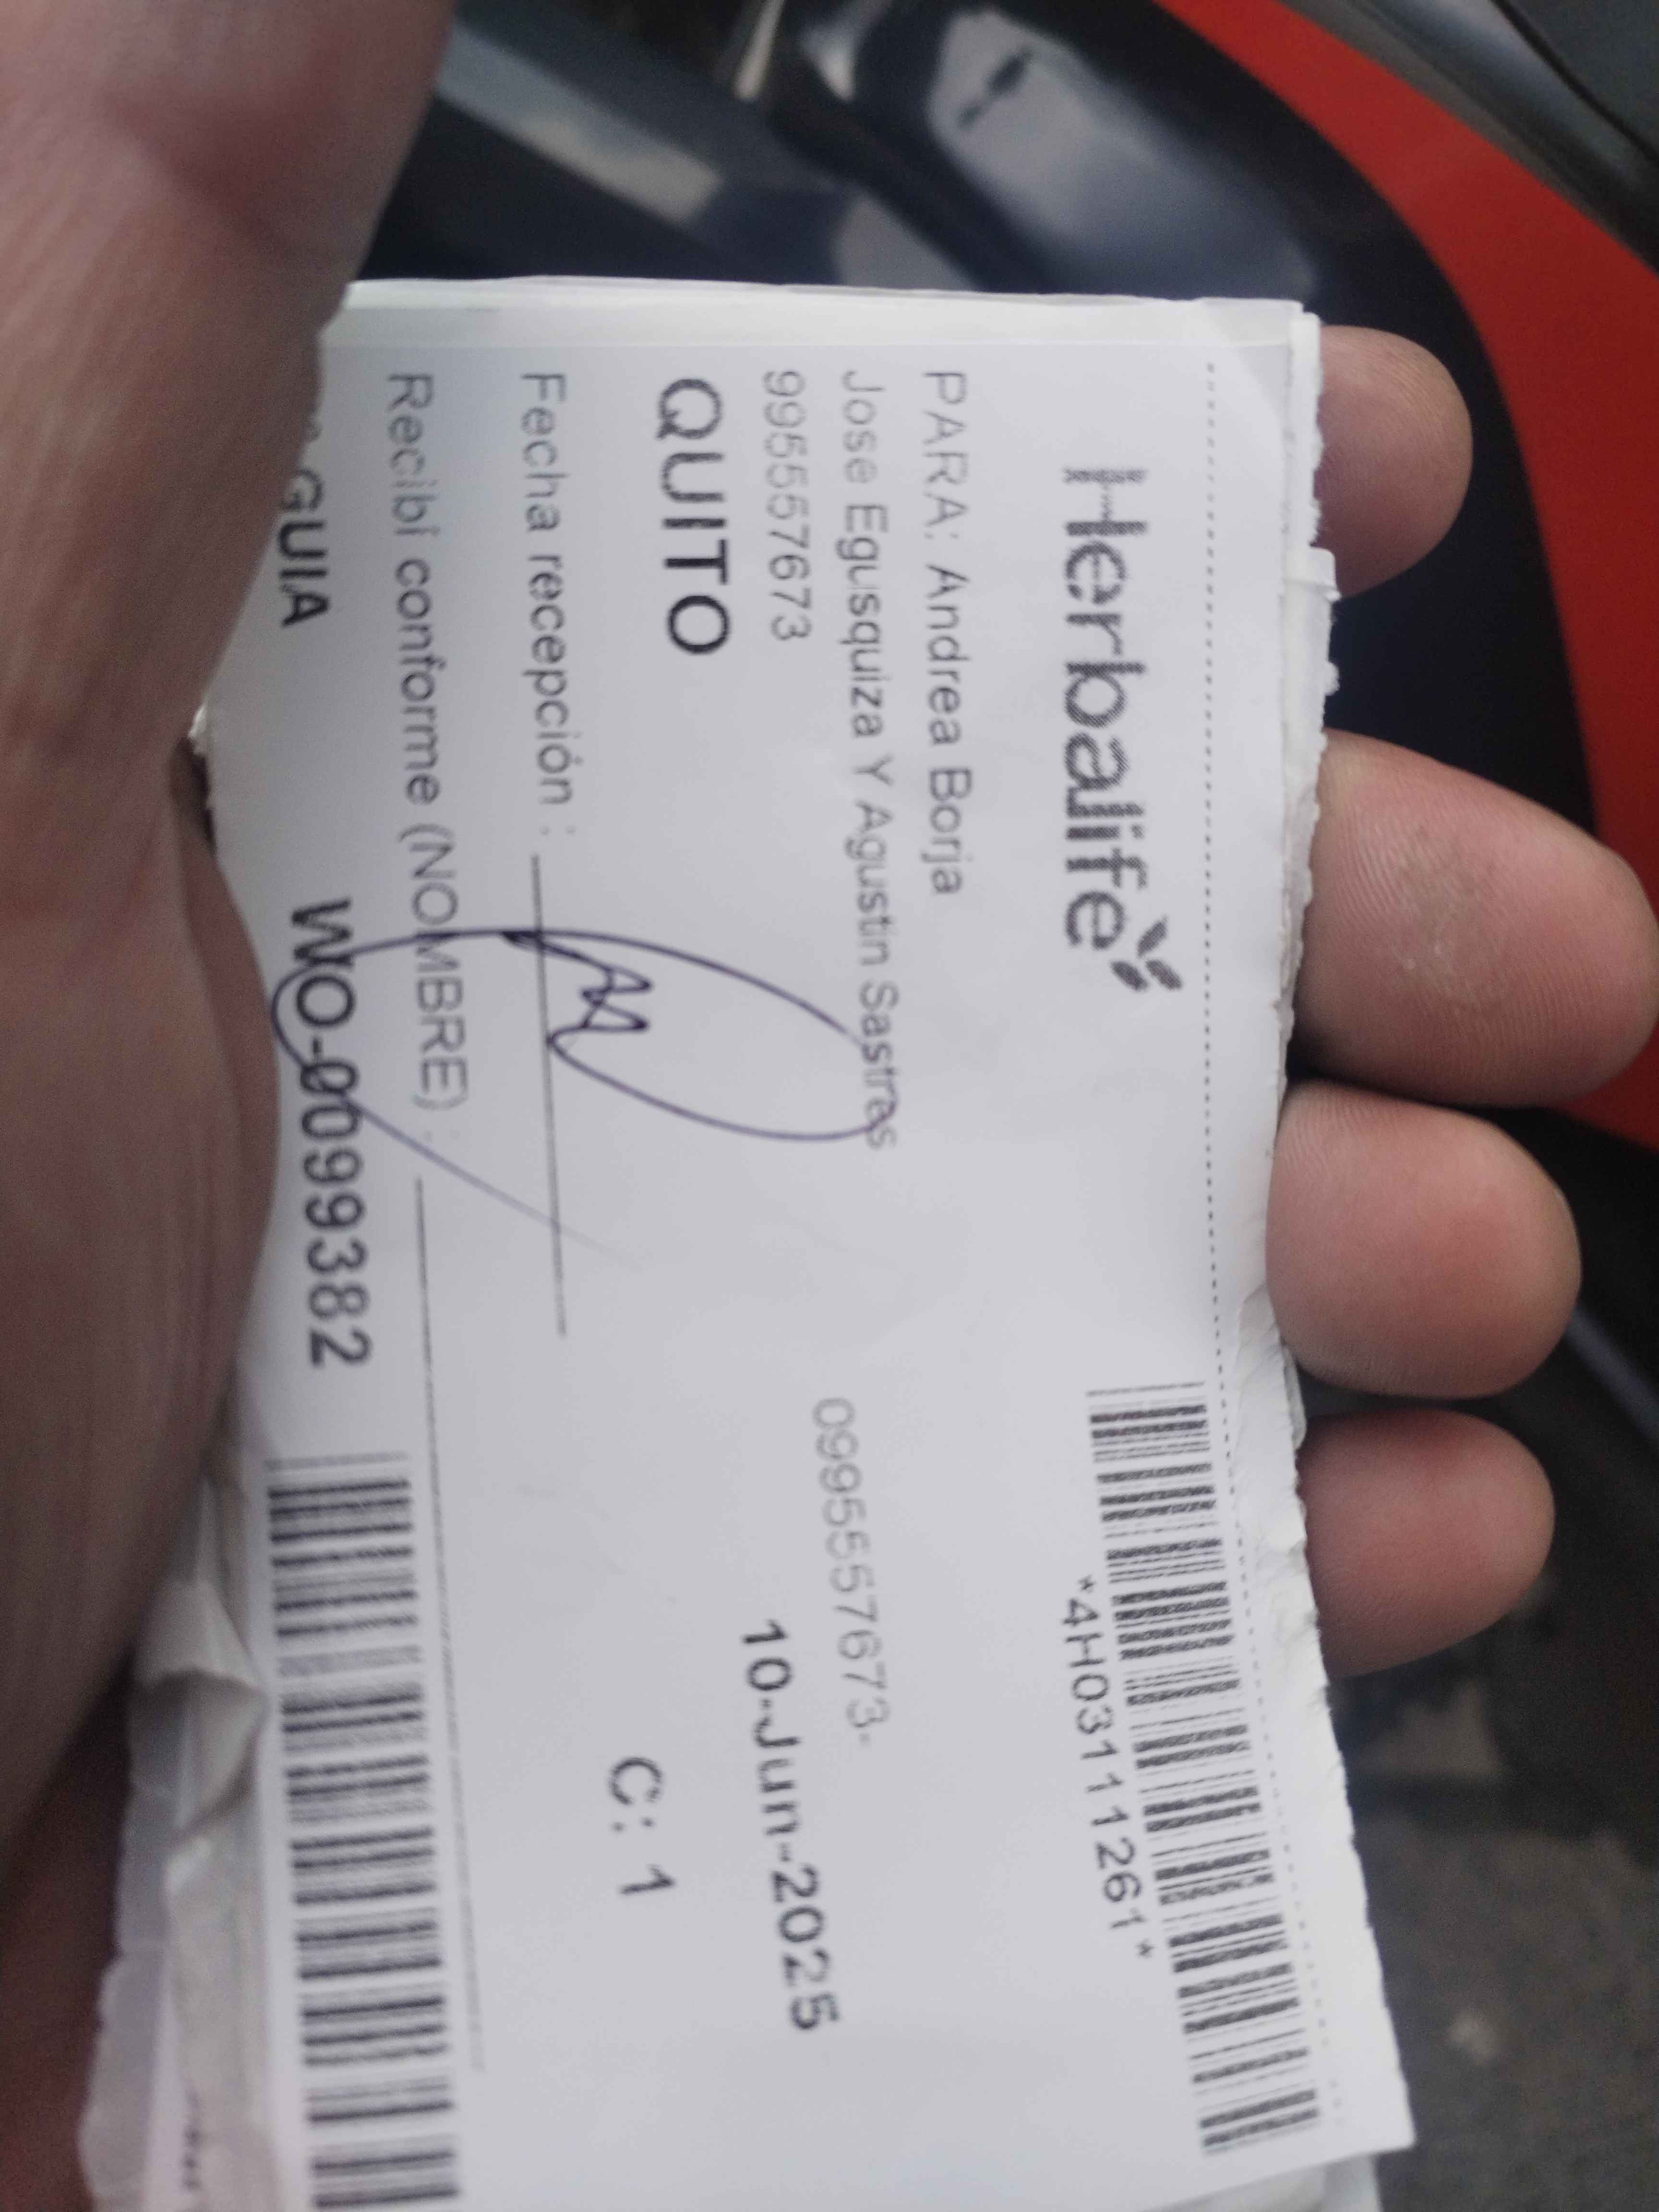 Herbalife
*4H03111261*
PARA: Andrea Borja
Jose Egusquiza Y Agustin Sastres
0995557673-
995557673
10-Jun-2025
QUITO
C: 1
Fecha recepción :
Recibí conforme (NOMBRE) :
GUIA WO-0099382